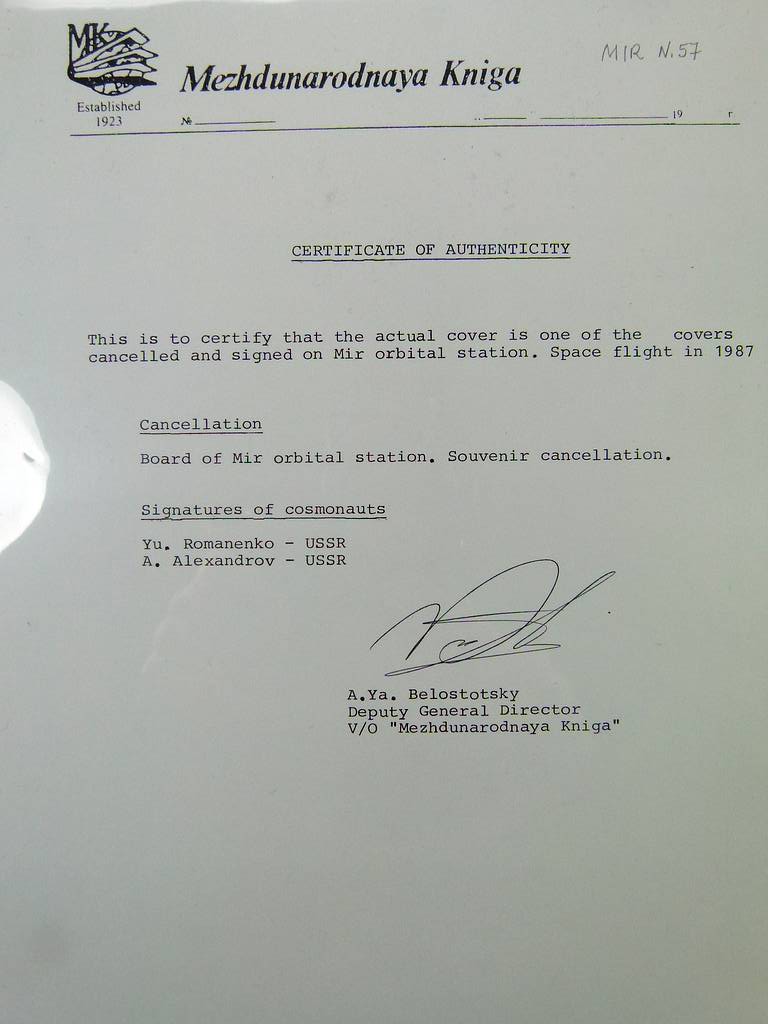 MK
MIR N.57
Mezhdunarodnaya Kniga
Established
1923
№ 19 г
CERTIFICATE OF AUTHENTICITY
This is to certify that the actual cover is one of the covers
cancelled and signed on Mir orbital station. Space flight in 1987
Cancellation
Board of Mir orbital station. Souvenir cancellation.
Signatures of cosmonauts
Yu. Romanenko - USSR
A. Alexandrov - USSR
A.Ya. Belostotsky
Deputy General Director
V/O "Mezhdunarodnaya Kniga"